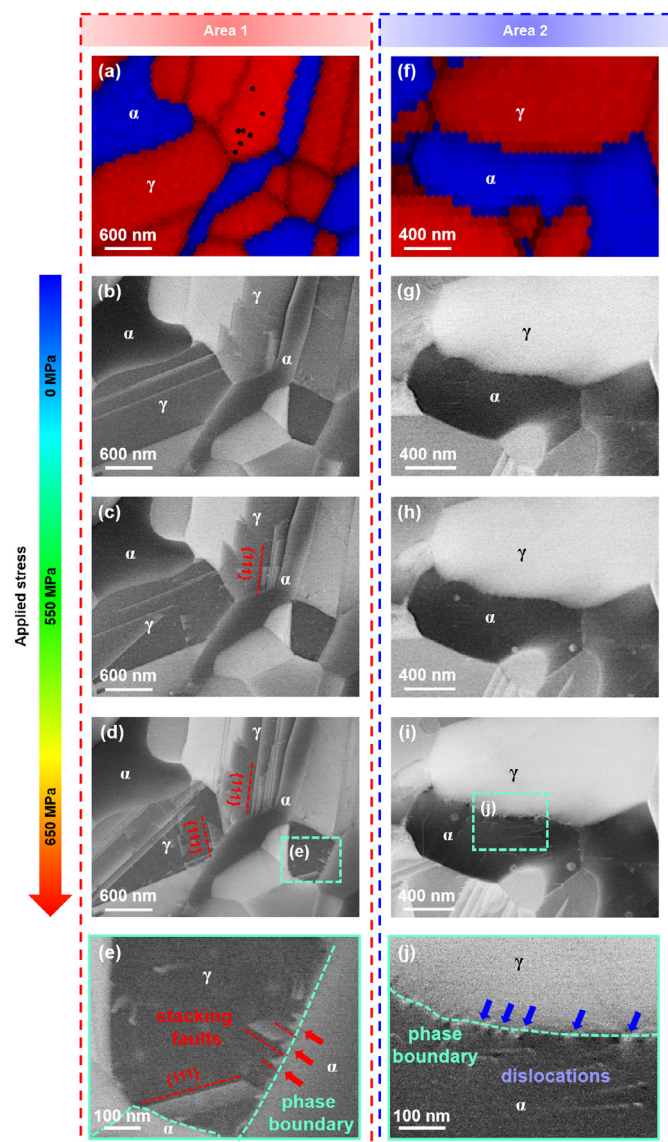 Area 1
Area 2
(a)
α
γ
600 nm
(f)
γ
α
400 nm
Applied stress
0 MPa
550 MPa
650 MPa
(b)
γ
α
α
γ
600 nm
(g)
γ
α
400 nm
(c)
γ
α
{111}
α
γ
600 nm
(h)
γ
α
400 nm
(d)
γ
α
{111}
α
{111}
γ
(e)
600 nm
(i)
γ
(j)
α
400 nm
(e)
γ
stacking
faults
{111}
α
phase
boundary
100 nm
α
(j)
γ
phase
boundary
dislocations
α
100 nm